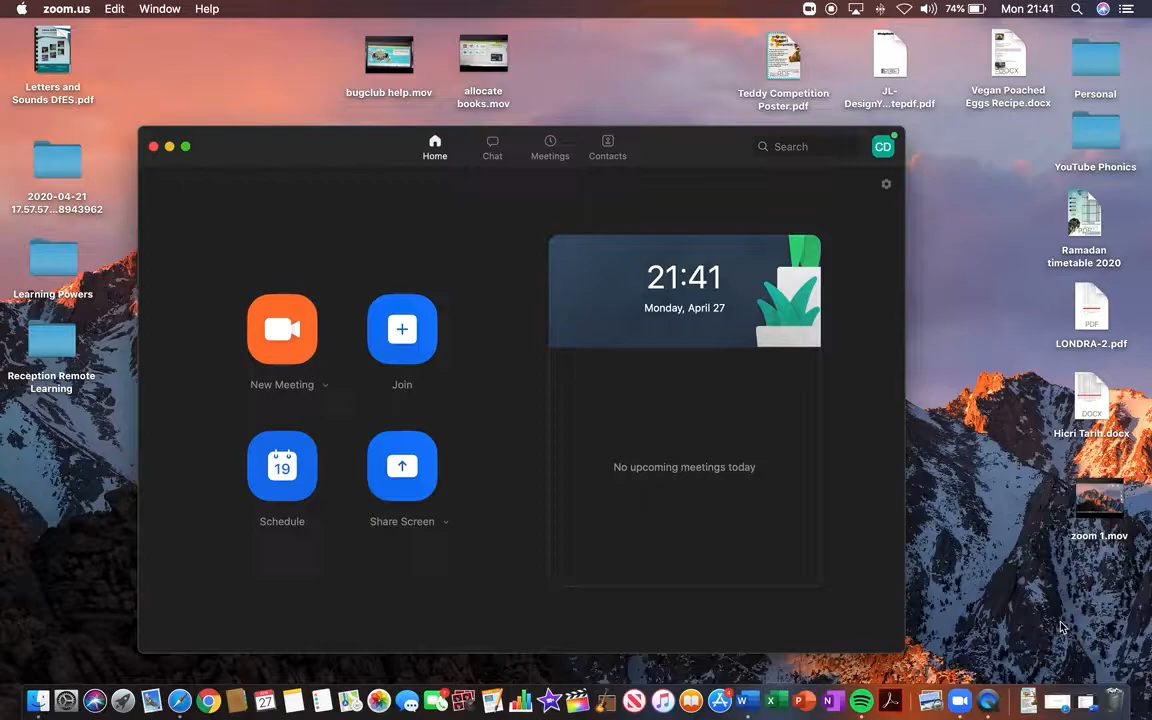 zoom.us Edit Window Help
74% Mon 21:41
Letters and
Sounds DfES.pdf
bugclub help.mov
allocate
books.mov
Teddy Competition
Poster.pdf
JL-
DesignY...tepdf.pdf
Vegan Poached
Eggs Recipe.docx
Personal
2020-04-21
17.57.57...8943962
YouTube Phonics
Ramadan
timetable 2020
Learning Powers
PDF
LONDRA-2.pdf
Reception Remote
Learning
DOCX
Hicri Tarih.docx
zoom 1.mov
Home
Chat
Meetings
Contacts
Search
CD
21:41
Monday, April 27
New Meeting
Join
No upcoming meetings today
19
Schedule
Share Screen